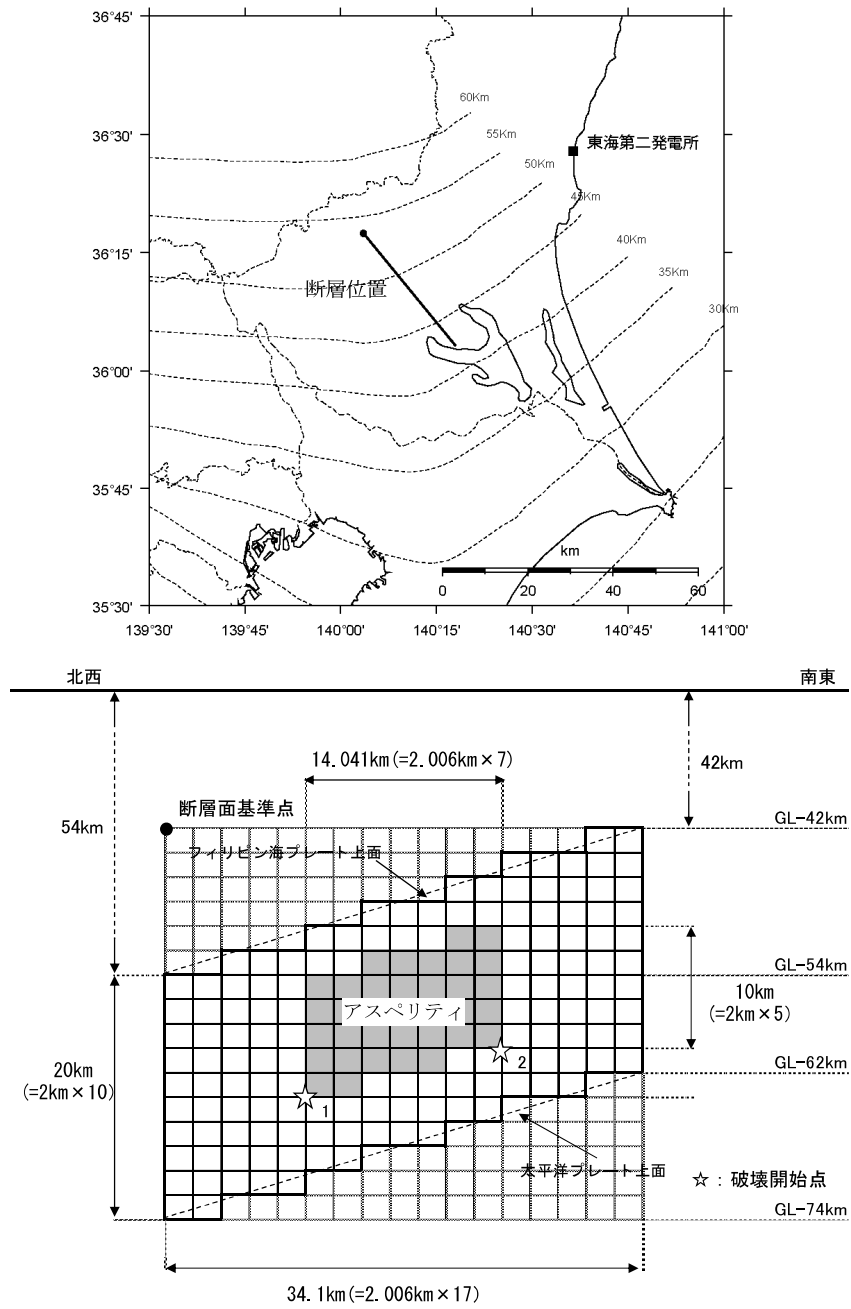 36°45'
60Km
36°30'
55Km
東海第二発電所
50Km
45Km
36°15'
40Km
断層位置
35Km
30Km
36°00'
35°45'
km
0 20 40 60
35°30'
139°30' 139°45' 140°00' 140°15' 140°30' 140°45' 141°00'
北西 南東
14.041km(=2.006km×7)
42km
54km
断層面基準点
GL-42km
フィリピン海プレート上面
GL-54km
アスペリティ
10km
(=2km×5)
20km
(=2km×10)
2
GL-62km
1
太平洋プレート上面
☆：破壊開始点
GL-74km
34.1km(=2.006km×17)